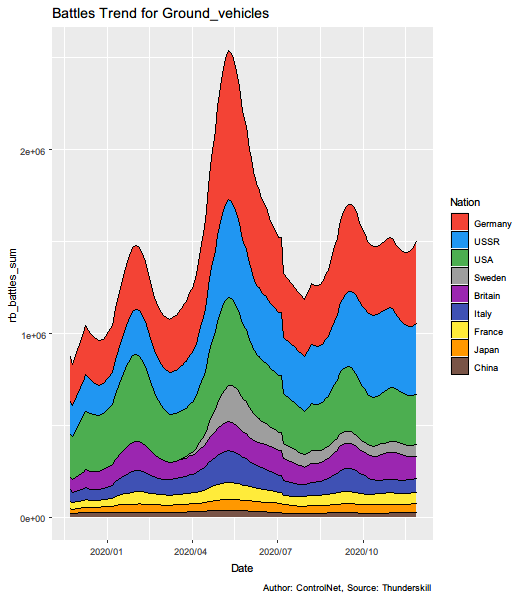 Battles Trend for Ground_vehicles
rb_battles_sum
2e+06
1e+06
0e+00
2020/01 2020/04 2020/07 2020/10
Date
Nation
Germany
USSR
USA
Sweden
Britain
Italy
France
Japan
China
Author: ControlNet, Source: Thunderskill